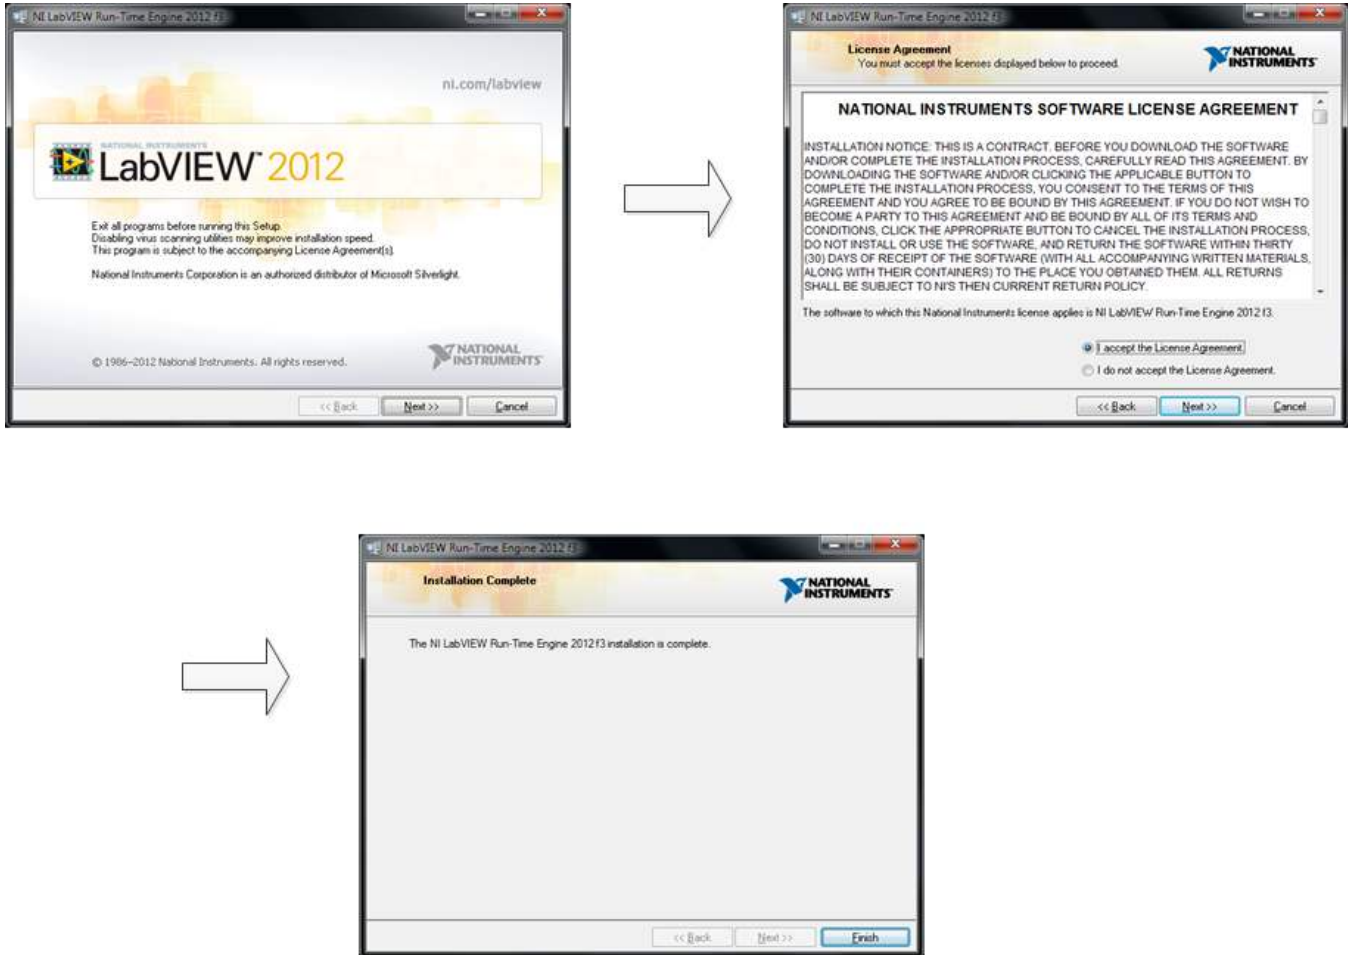 NI LabVIEW Run-Time Engine 2012 f3
ni.com/labview
NATIONAL INSTRUMENTS
LabVIEW™ 2012
Exit all programs before running this Setup.
Disabling virus scanning utilities may improve installation speed.
This program is subject to the accompanying License Agreement(s).
National Instruments Corporation is an authorized distributor of Microsoft Silverlight.
© 1986–2012 National Instruments. All rights reserved.
NATIONAL
INSTRUMENTS
<< Back Next >> Cancel
NI LabVIEW Run-Time Engine 2012 f3
License Agreement
You must accept the licenses displayed below to proceed.
NATIONAL
INSTRUMENTS
NATIONAL INSTRUMENTS SOFTWARE LICENSE AGREEMENT
INSTALLATION NOTICE: THIS IS A CONTRACT. BEFORE YOU DOWNLOAD THE SOFTWARE
AND/OR COMPLETE THE INSTALLATION PROCESS, CAREFULLY READ THIS AGREEMENT. BY
DOWNLOADING THE SOFTWARE AND/OR CLICKING THE APPLICABLE BUTTON TO
COMPLETE THE INSTALLATION PROCESS, YOU CONSENT TO THE TERMS OF THIS
AGREEMENT AND YOU AGREE TO BE BOUND BY THIS AGREEMENT. IF YOU DO NOT WISH TO
BECOME A PARTY TO THIS AGREEMENT AND BE BOUND BY ALL OF ITS TERMS AND
CONDITIONS, CLICK THE APPROPRIATE BUTTON TO CANCEL THE INSTALLATION PROCESS,
DO NOT INSTALL OR USE THE SOFTWARE, AND RETURN THE SOFTWARE WITHIN THIRTY
(30) DAYS OF RECEIPT OF THE SOFTWARE (WITH ALL ACCOMPANYING WRITTEN MATERIALS,
ALONG WITH THEIR CONTAINERS) TO THE PLACE YOU OBTAINED THEM. ALL RETURNS
SHALL BE SUBJECT TO NI'S THEN CURRENT RETURN POLICY.
The software to which this National Instruments license applies is NI LabVIEW Run-Time Engine 2012 f3.
I accept the License Agreement.
I do not accept the License Agreement.
<< Back Next >> Cancel
NI LabVIEW Run-Time Engine 2012 f3
Installation Complete
NATIONAL
INSTRUMENTS
The NI LabVIEW Run-Time Engine 2012 f3 installation is complete.
<< Back Next >> Finish